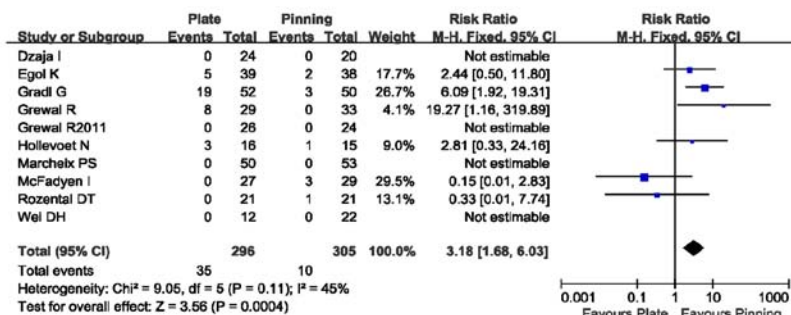 Plate Pinning Risk Ratio Risk Ratio
Study or Subgroup Events Total Events Total Weight M-H. Fixed. 95% CI M-H. Fixed. 95% CI
Dzaja I 0 24 0 20 Not estimable
Egol K 5 39 2 38 17.7% 2.44 [0.50, 11.80]
Gradl G 19 52 3 50 26.7% 6.09 [1.92, 19.31]
Grewal R 8 29 0 33 4.1% 19.27 [1.16, 319.89]
Grewal R2011 0 26 0 24 Not estimable
Hollevoet N 3 16 1 15 9.0% 2.81 [0.33, 24.16]
Marcheix PS 0 50 0 53 Not estimable
McFadyen I 0 27 3 29 29.5% 0.15 [0.01, 2.83]
Rozental DT 0 21 1 21 13.1% 0.33 [0.01, 7.74]
Wei DH 0 12 0 22 Not estimable
Total (95% CI) 296 305 100.0% 3.18 [1.68, 6.03]
Total events 35 10
Heterogeneity: Chi² = 9.05, df = 5 (P = 0.11); I² = 45%
Test for overall effect: Z = 3.56 (P = 0.0004)
0.001 0.1 1 10 1000
Favours Plate Favours Pinning